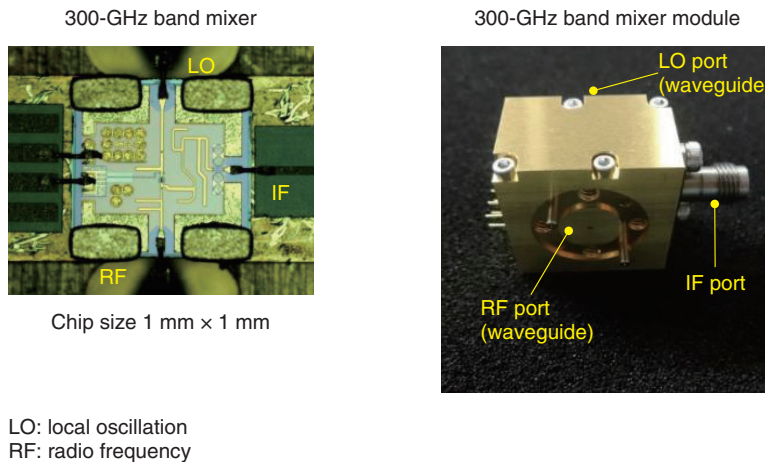 300-GHz band mixer
LO
IF
RF
Chip size 1 mm × 1 mm
300-GHz band mixer module
LO port
(waveguide
IF port
RF port
(waveguide)
LO: local oscillation
RF: radio frequency